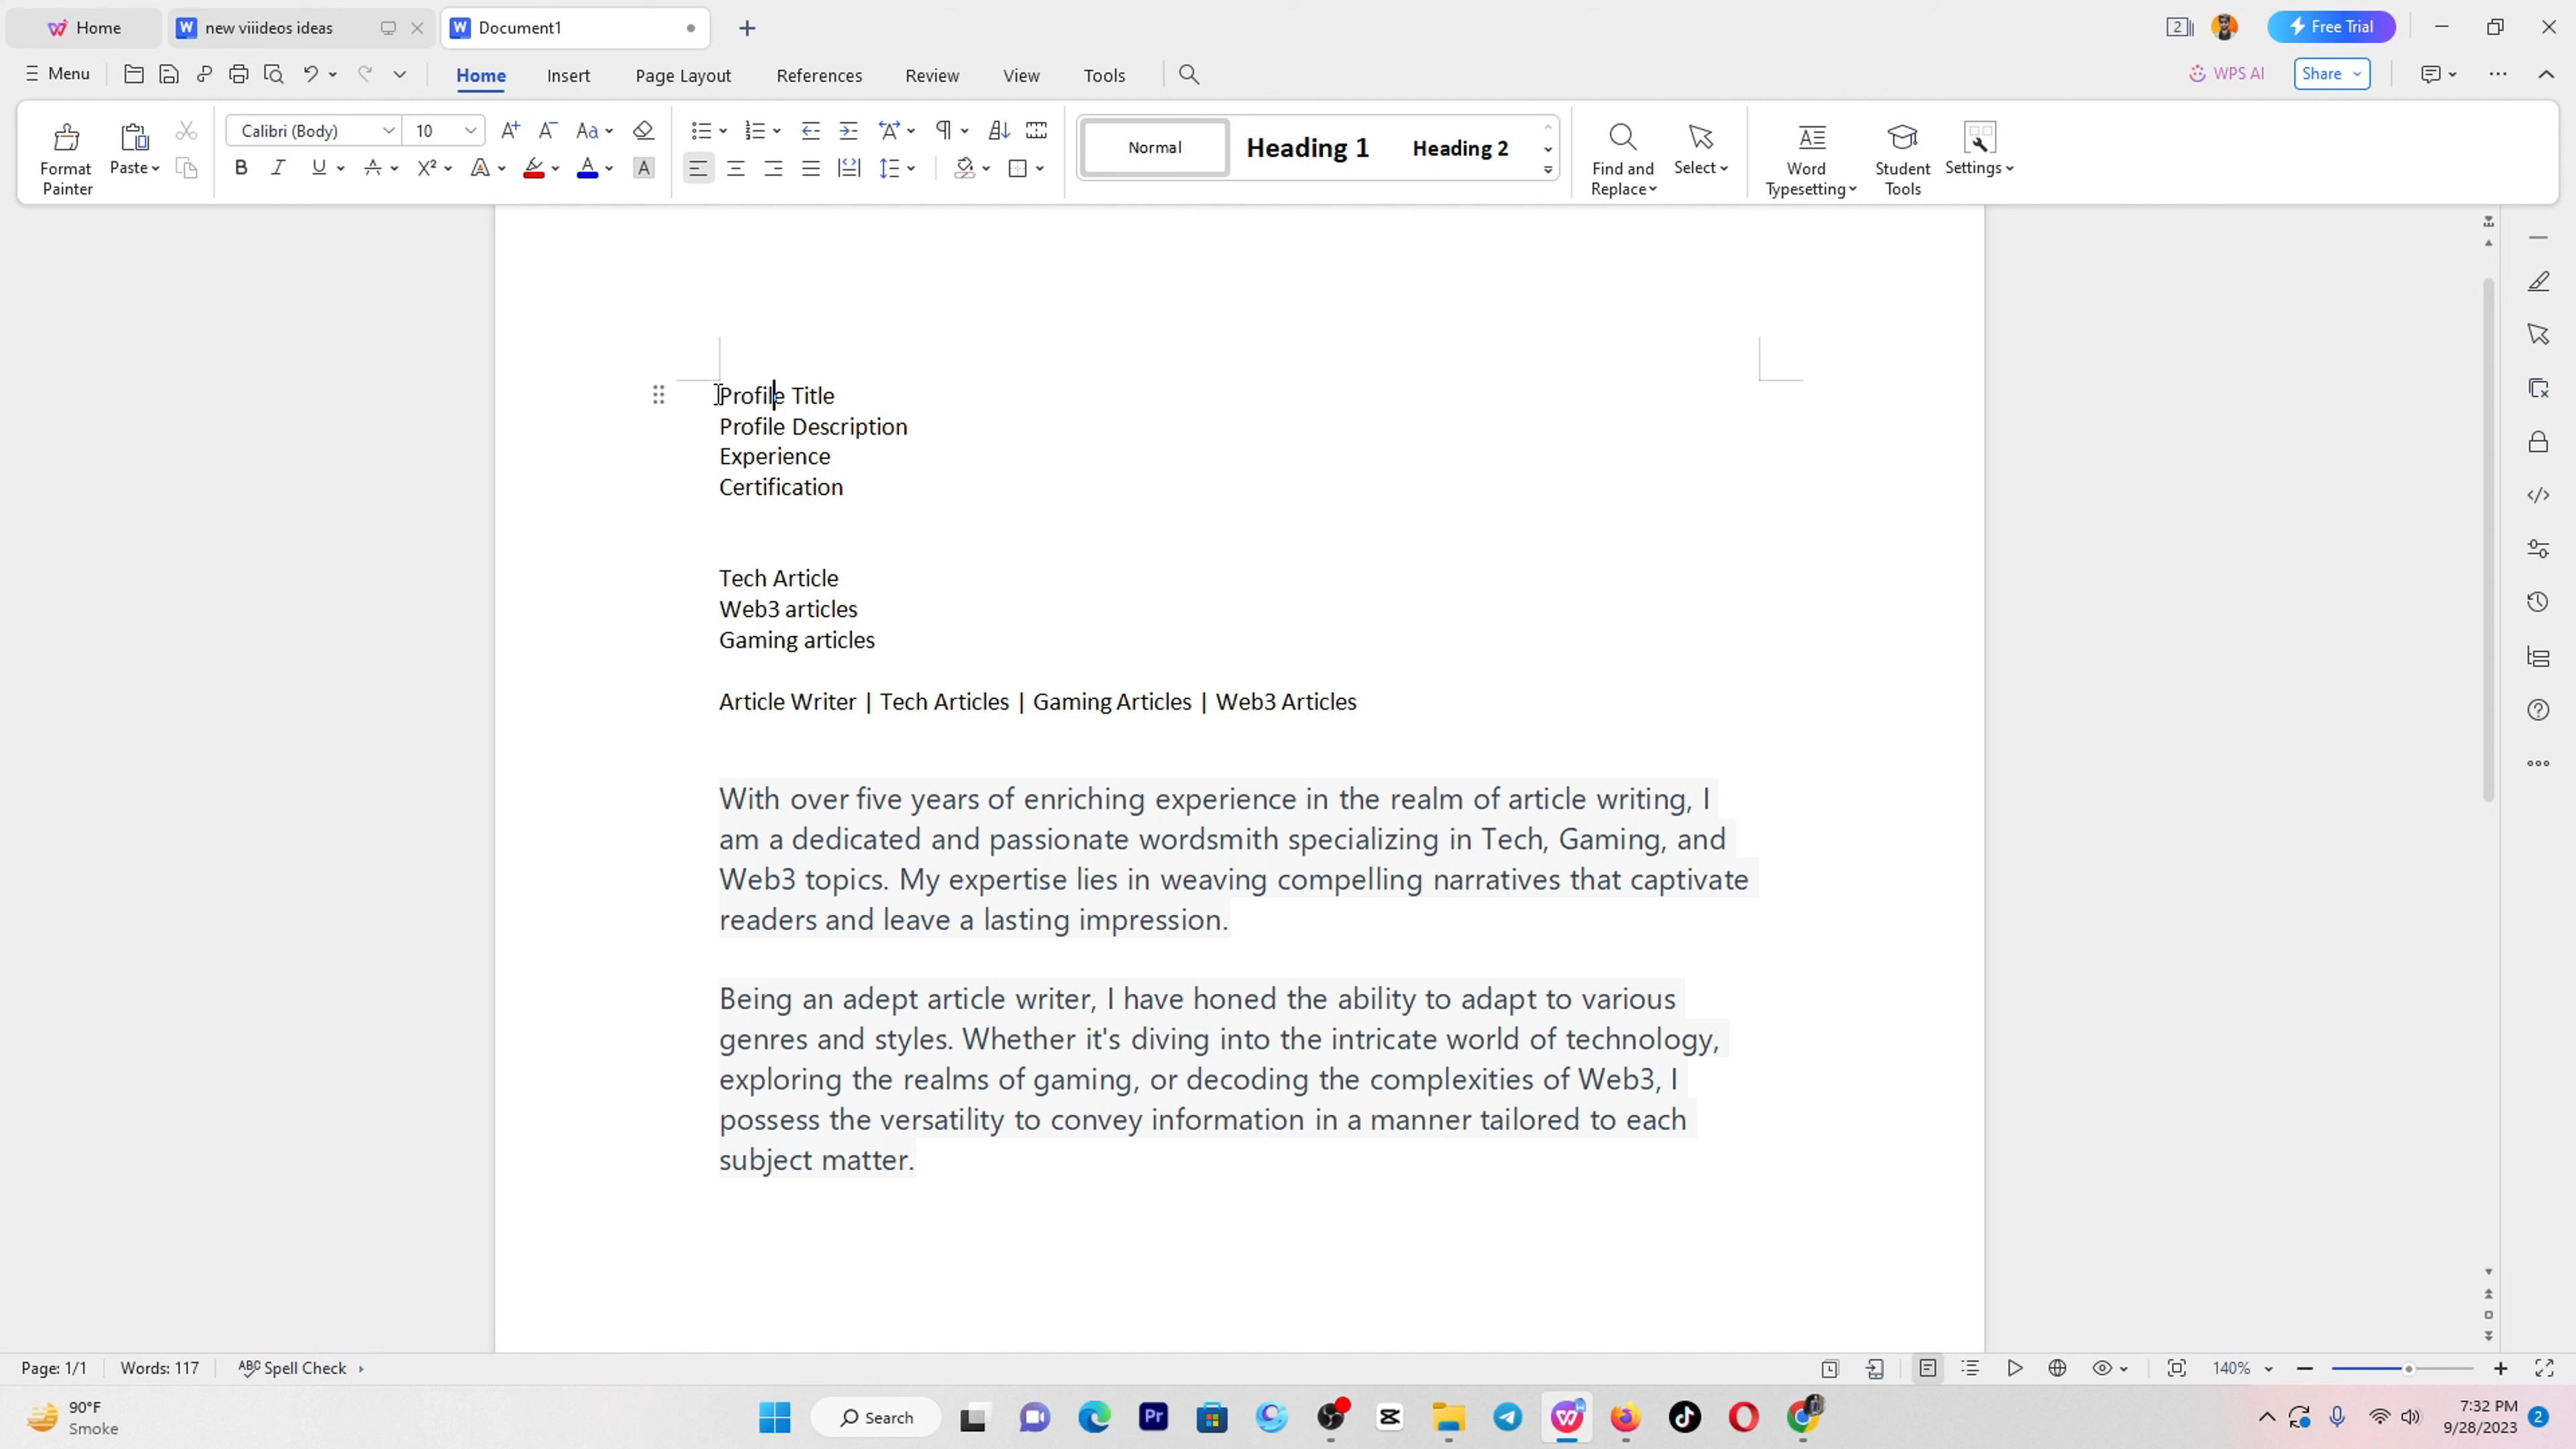 Home
new viiideos ideas
Document1
2
Free Trial
Menu
Home
Insert
Page Layout
References
Review
View
Tools
WPS AI
Share
Format
Painter
Paste
Calibri (Body)
10
Normal
Heading 1
Heading 2
Find and
Replace
Select
Word
Typesetting
Student
Tools
Settings
Profile Title
Profile Description
Experience
Certification
Tech Article
Web3 articles
Gaming articles
Article Writer | Tech Articles | Gaming Articles | Web3 Articles
With over five years of enriching experience in the realm of article writing, I
am a dedicated and passionate wordsmith specializing in Tech, Gaming, and
Web3 topics. My expertise lies in weaving compelling narratives that captivate
readers and leave a lasting impression.
Being an adept article writer, I have honed the ability to adapt to various
genres and styles. Whether it's diving into the intricate world of technology,
exploring the realms of gaming, or decoding the complexities of Web3, I
possess the versatility to convey information in a manner tailored to each
subject matter.
Page: 1/1
Words: 117
ABC Spell Check
140%
90°F
Smoke
Search
Pr
7:32 PM
9/28/2023
2